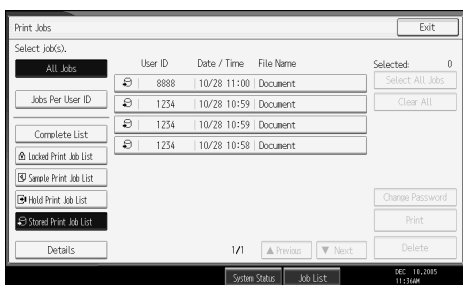 Print Jobs
Exit
Select job(s).
All Jobs
User ID Date / Time File Name
Selected: 0
8888 10/28 11:00 Document
Select All Jobs
Jobs Per User ID
1234 10/28 10:59 Document
Clear All
1234 10/28 10:59 Document
Complete List
1234 10/28 10:58 Document
Locked Print Job List
Sample Print Job List
Hold Print Job List
Change Password
Stored Print Job List
Print
Details
1/1
▲ Previous
▼ Next
Delete
System Status
Job List
DEC 10,2005
11:36AM